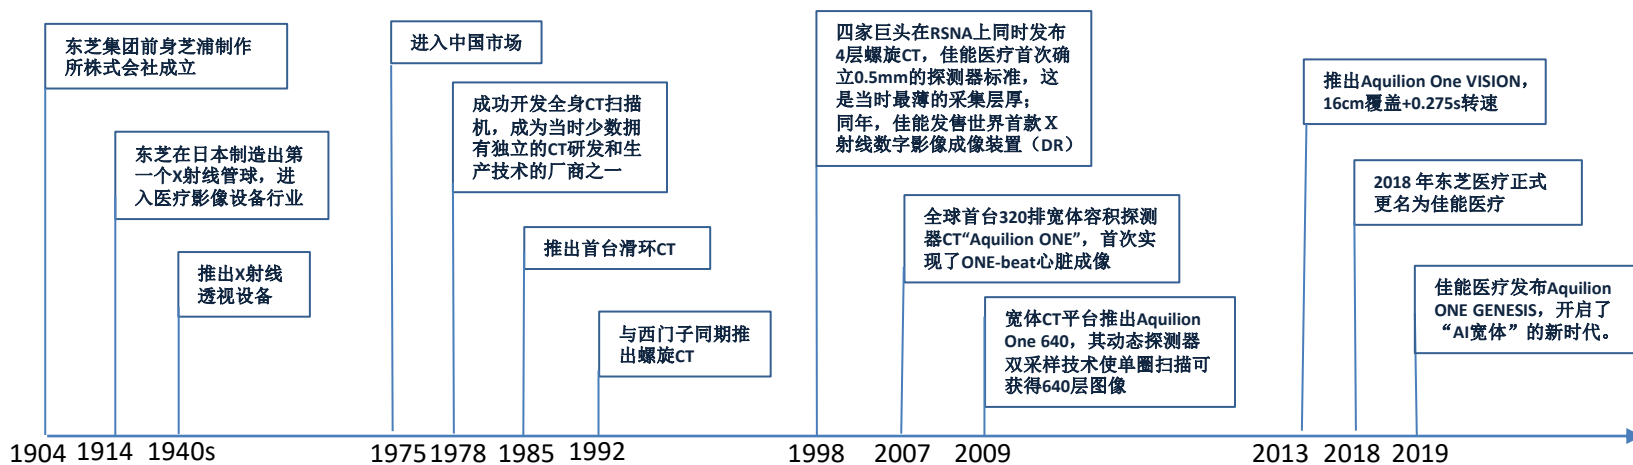 东芝集团前身芝浦制作
所株式会社成立
东芝在日本制造出第
一个X射线管球，进
入医疗影像设备行业
推出X射线
透视设备
进入中国市场
成功开发全身CT扫描
机，成为当时少数拥
有独立的CT研发和生
产技术的厂商之一
推出首台滑环CT
与西门子同期推
出螺旋CT
四家巨头在RSNA上同时发布
4层螺旋CT，佳能医疗首次确
立0.5mm的探测器标准，这
是当时最薄的采集层厚；
同年，佳能发售世界首款X
射线数字影像成像装置（DR）
全球首台320排宽体容积探测
器CT“Aquilion ONE”，首次实
现了ONE-beat心脏成像
宽体CT平台推出Aquilion
One 640，其动态探测器
双采样技术使单圈扫描可
获得640层图像
推出Aquilion One VISION，
16cm覆盖+0.275s转速
2018 年东芝医疗正式
更名为佳能医疗
佳能医疗发布Aquilion
ONE GENESIS，开启了
“AI宽体”的新时代。
1904 1914 1940s 1975 1978 1985 1992 1998 2007 2009 2013 2018 2019